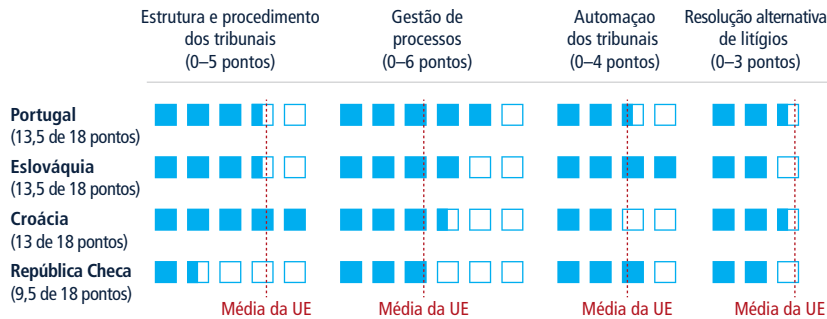 Estrutura e procedimento
dos tribunais
(0–5 pontos)
Gestão de
processos
(0–6 pontos)
Automaçao
dos tribunais
(0–4 pontos)
Resolução alternativa
de litígios
(0–3 pontos)
Portugal
(13,5 de 18 pontos)
Eslováquia
(13,5 de 18 pontos)
Croácia
(13 de 18 pontos)
República Checa
(9,5 de 18 pontos)
Média da UE
Média da UE
Média da UE
Média da UE